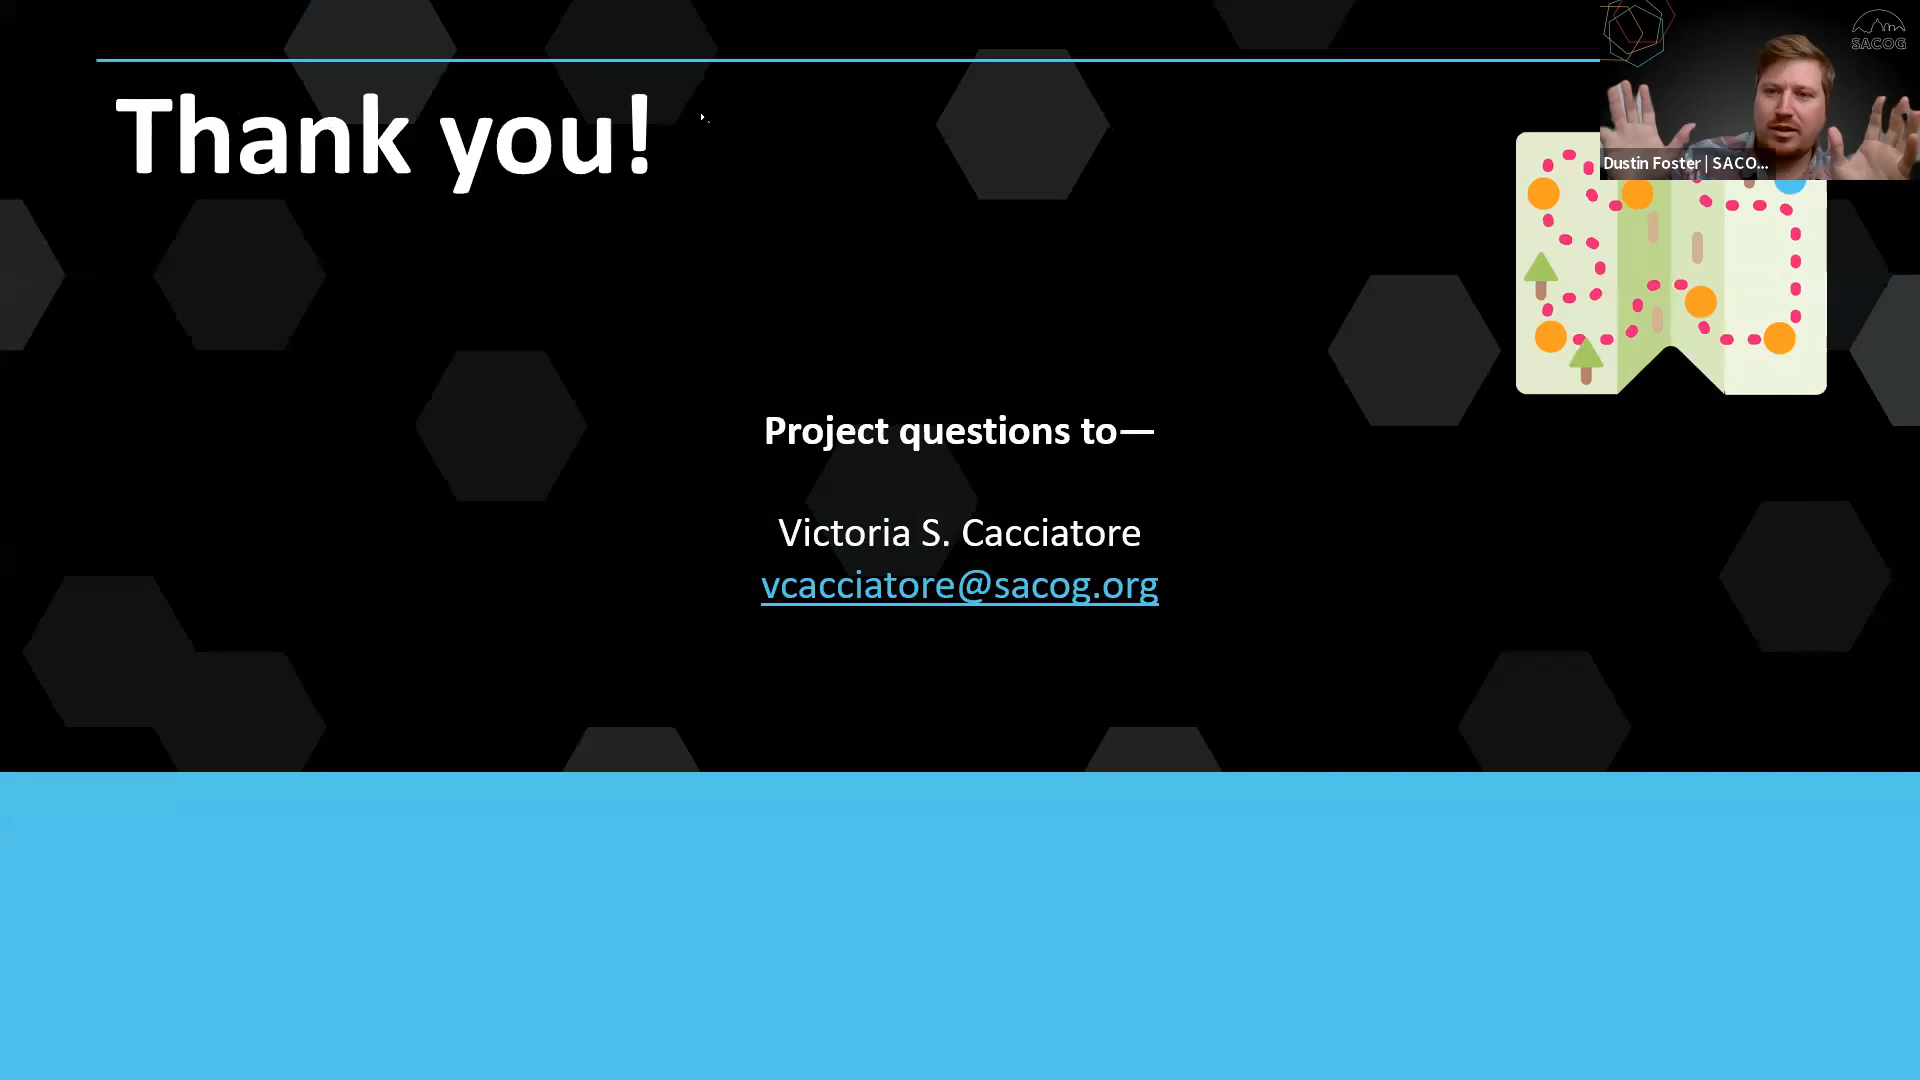 Thank you!
SACOG
Dustin Foster | SACO...
Project questions to—
Victoria S. Cacciatore
vcacciatore@sacog.org